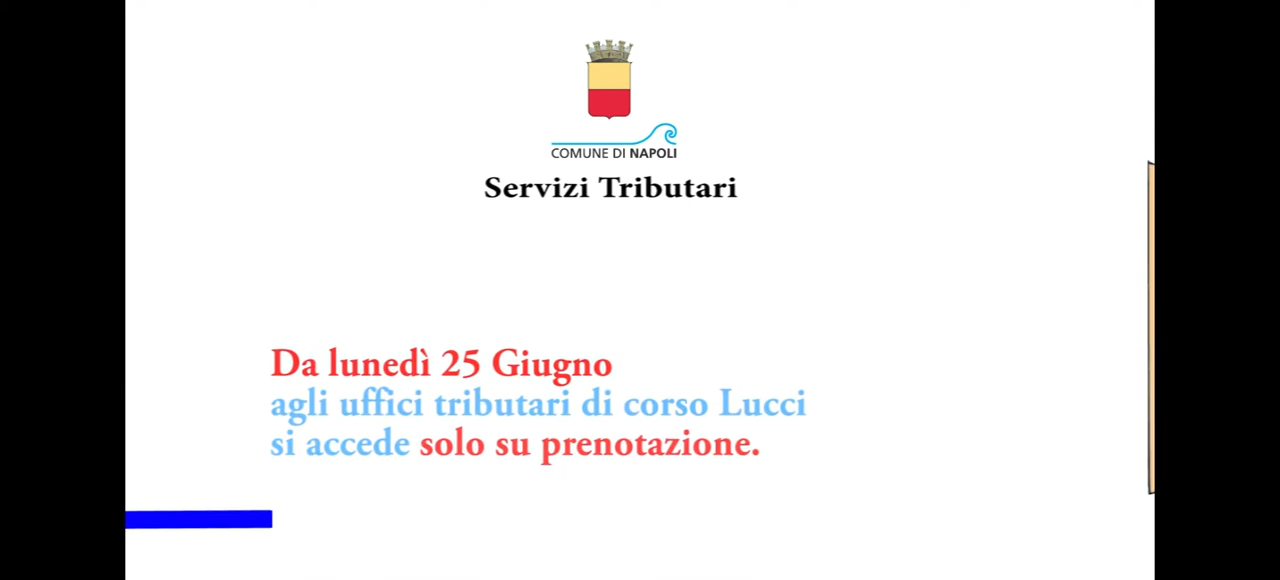 COMUNE DI NAPOLI
Servizi Tributari
Da lunedì 25 Giugno
agli uffici tributari di corso Lucci
si accede solo su prenotazione.